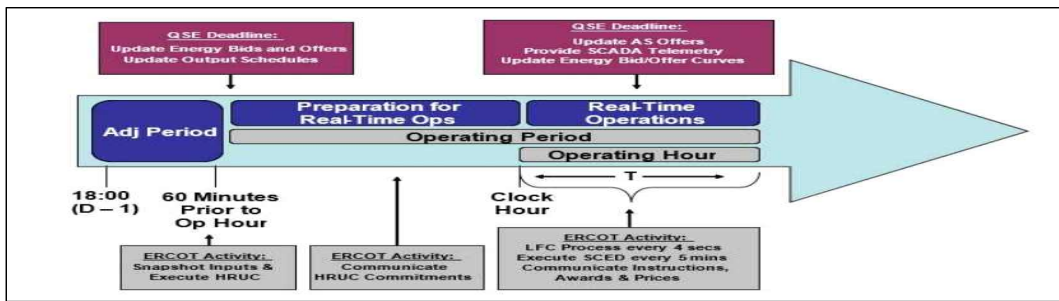 QSE Deadline:
Update Energy Bids and Offers
Update Output Schedules
QSE Deadline:
Update AS Offers
Provide SCADA Telemetry
Update Energy Bid/Offer Curves
Adj Period
Preparation for
Real-Time Ops
Real-Time
Operations
Operating Period
Operating Hour
18:00
(D – 1)
60 Minutes
Prior to
Op Hour
Clock
Hour
T
ERCOT Activity:
Snapshot Inputs &
Execute HRUC
ERCOT Activity:
Communicate
HRUC Commitments
ERCOT Activity:
LFC Process every 4 secs
Execute SCED every 5 mins
Communicate Instructions,
Awards & Prices